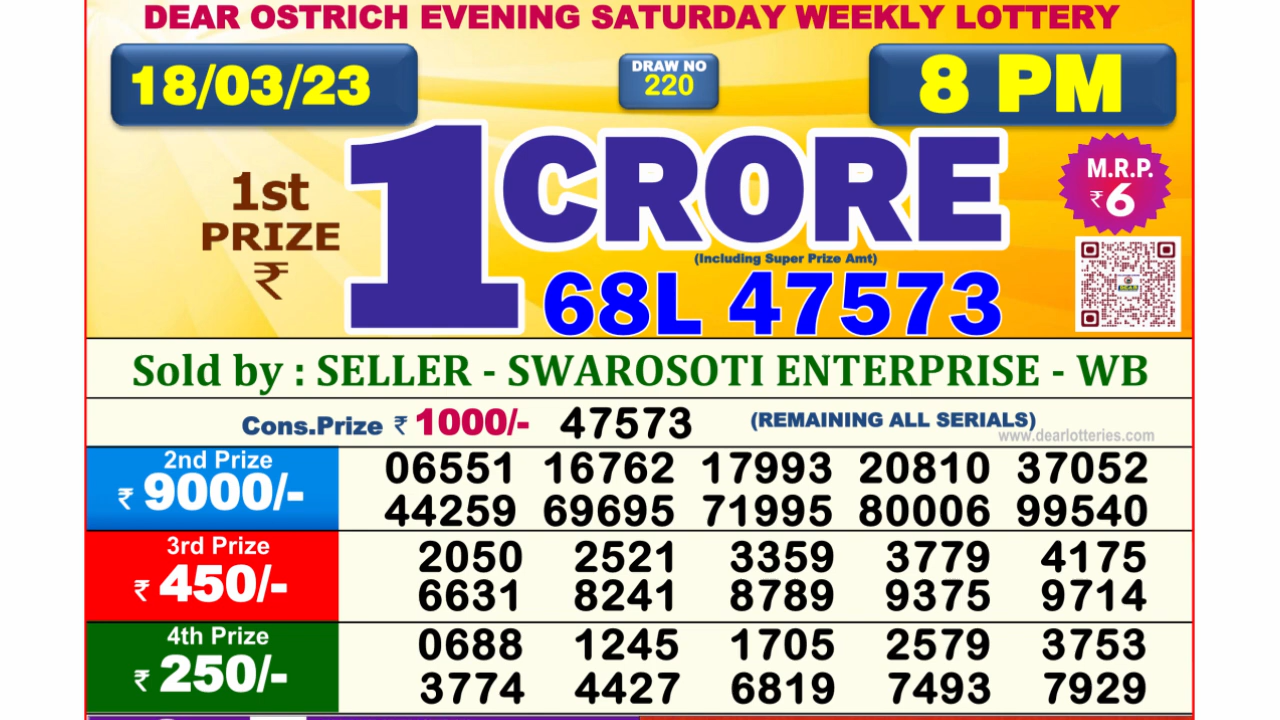 DEAR OSTRICH EVENING SATURDAY WEEKLY LOTTERY
18/03/23
DRAW NO
220
8 PM
1st
PRIZE
₹
1 CRORE
(Including Super Prize Amt)
68L 47573
M.R.P.
₹ 6
Sold by : SELLER - SWAROSOTI ENTERPRISE - WB
Cons.Prize ₹ 1000/- 47573 (REMAINING ALL SERIALS)
www.dearlotteries.com
2nd Prize
₹ 9000/-
06551 16762 17993 20810 37052
44259 69695 71995 80006 99540
3rd Prize
₹ 450/-
2050 2521 3359 3779 4175
6631 8241 8789 9375 9714
4th Prize
₹ 250/-
0688 1245 1705 2579 3753
3774 4427 6819 7493 7929